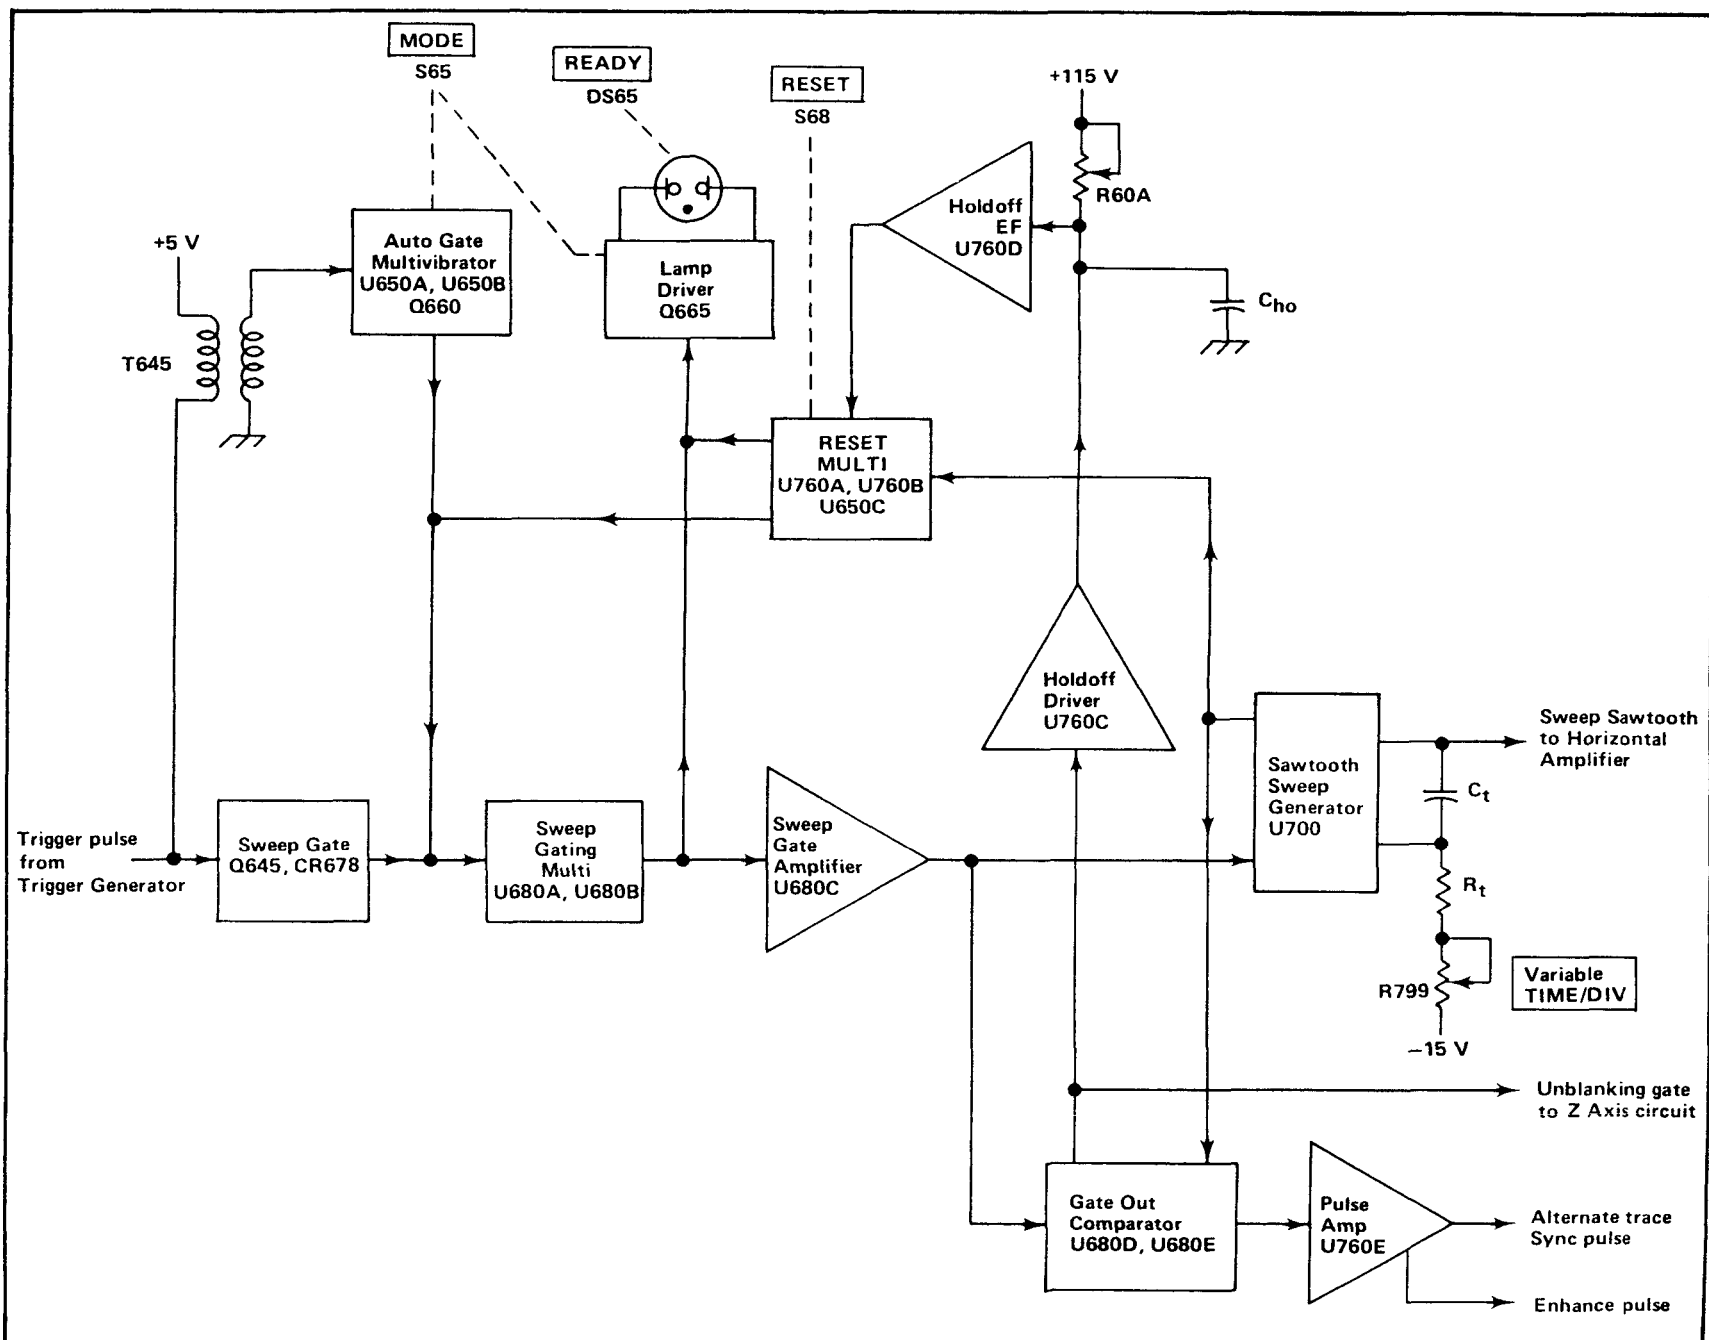 MODE
S65
READY
DS65
RESET
S68
+115 V
R60A
Holdoff
EF
U760D
Cho
+5 V
T645
Auto Gate
Multivibrator
U650A, U650B
Q660
Lamp
Driver
Q665
RESET
MULTI
U760A, U760B
U650C
Holdoff
Driver
U760C
Sawtooth
Sweep
Generator
U700
Sweep Sawtooth
to Horizontal
Amplifier
Ct
Rt
R799
Variable
TIME/DIV
−15 V
Trigger pulse
from
Trigger Generator
Sweep Gate
Q645, CR678
Sweep
Gating
Multi
U680A, U680B
Sweep
Gate
Amplifier
U680C
Unblanking gate
to Z Axis circuit
Gate Out
Comparator
U680D, U680E
Pulse
Amp
U760E
Alternate trace
Sync pulse
Enhance pulse